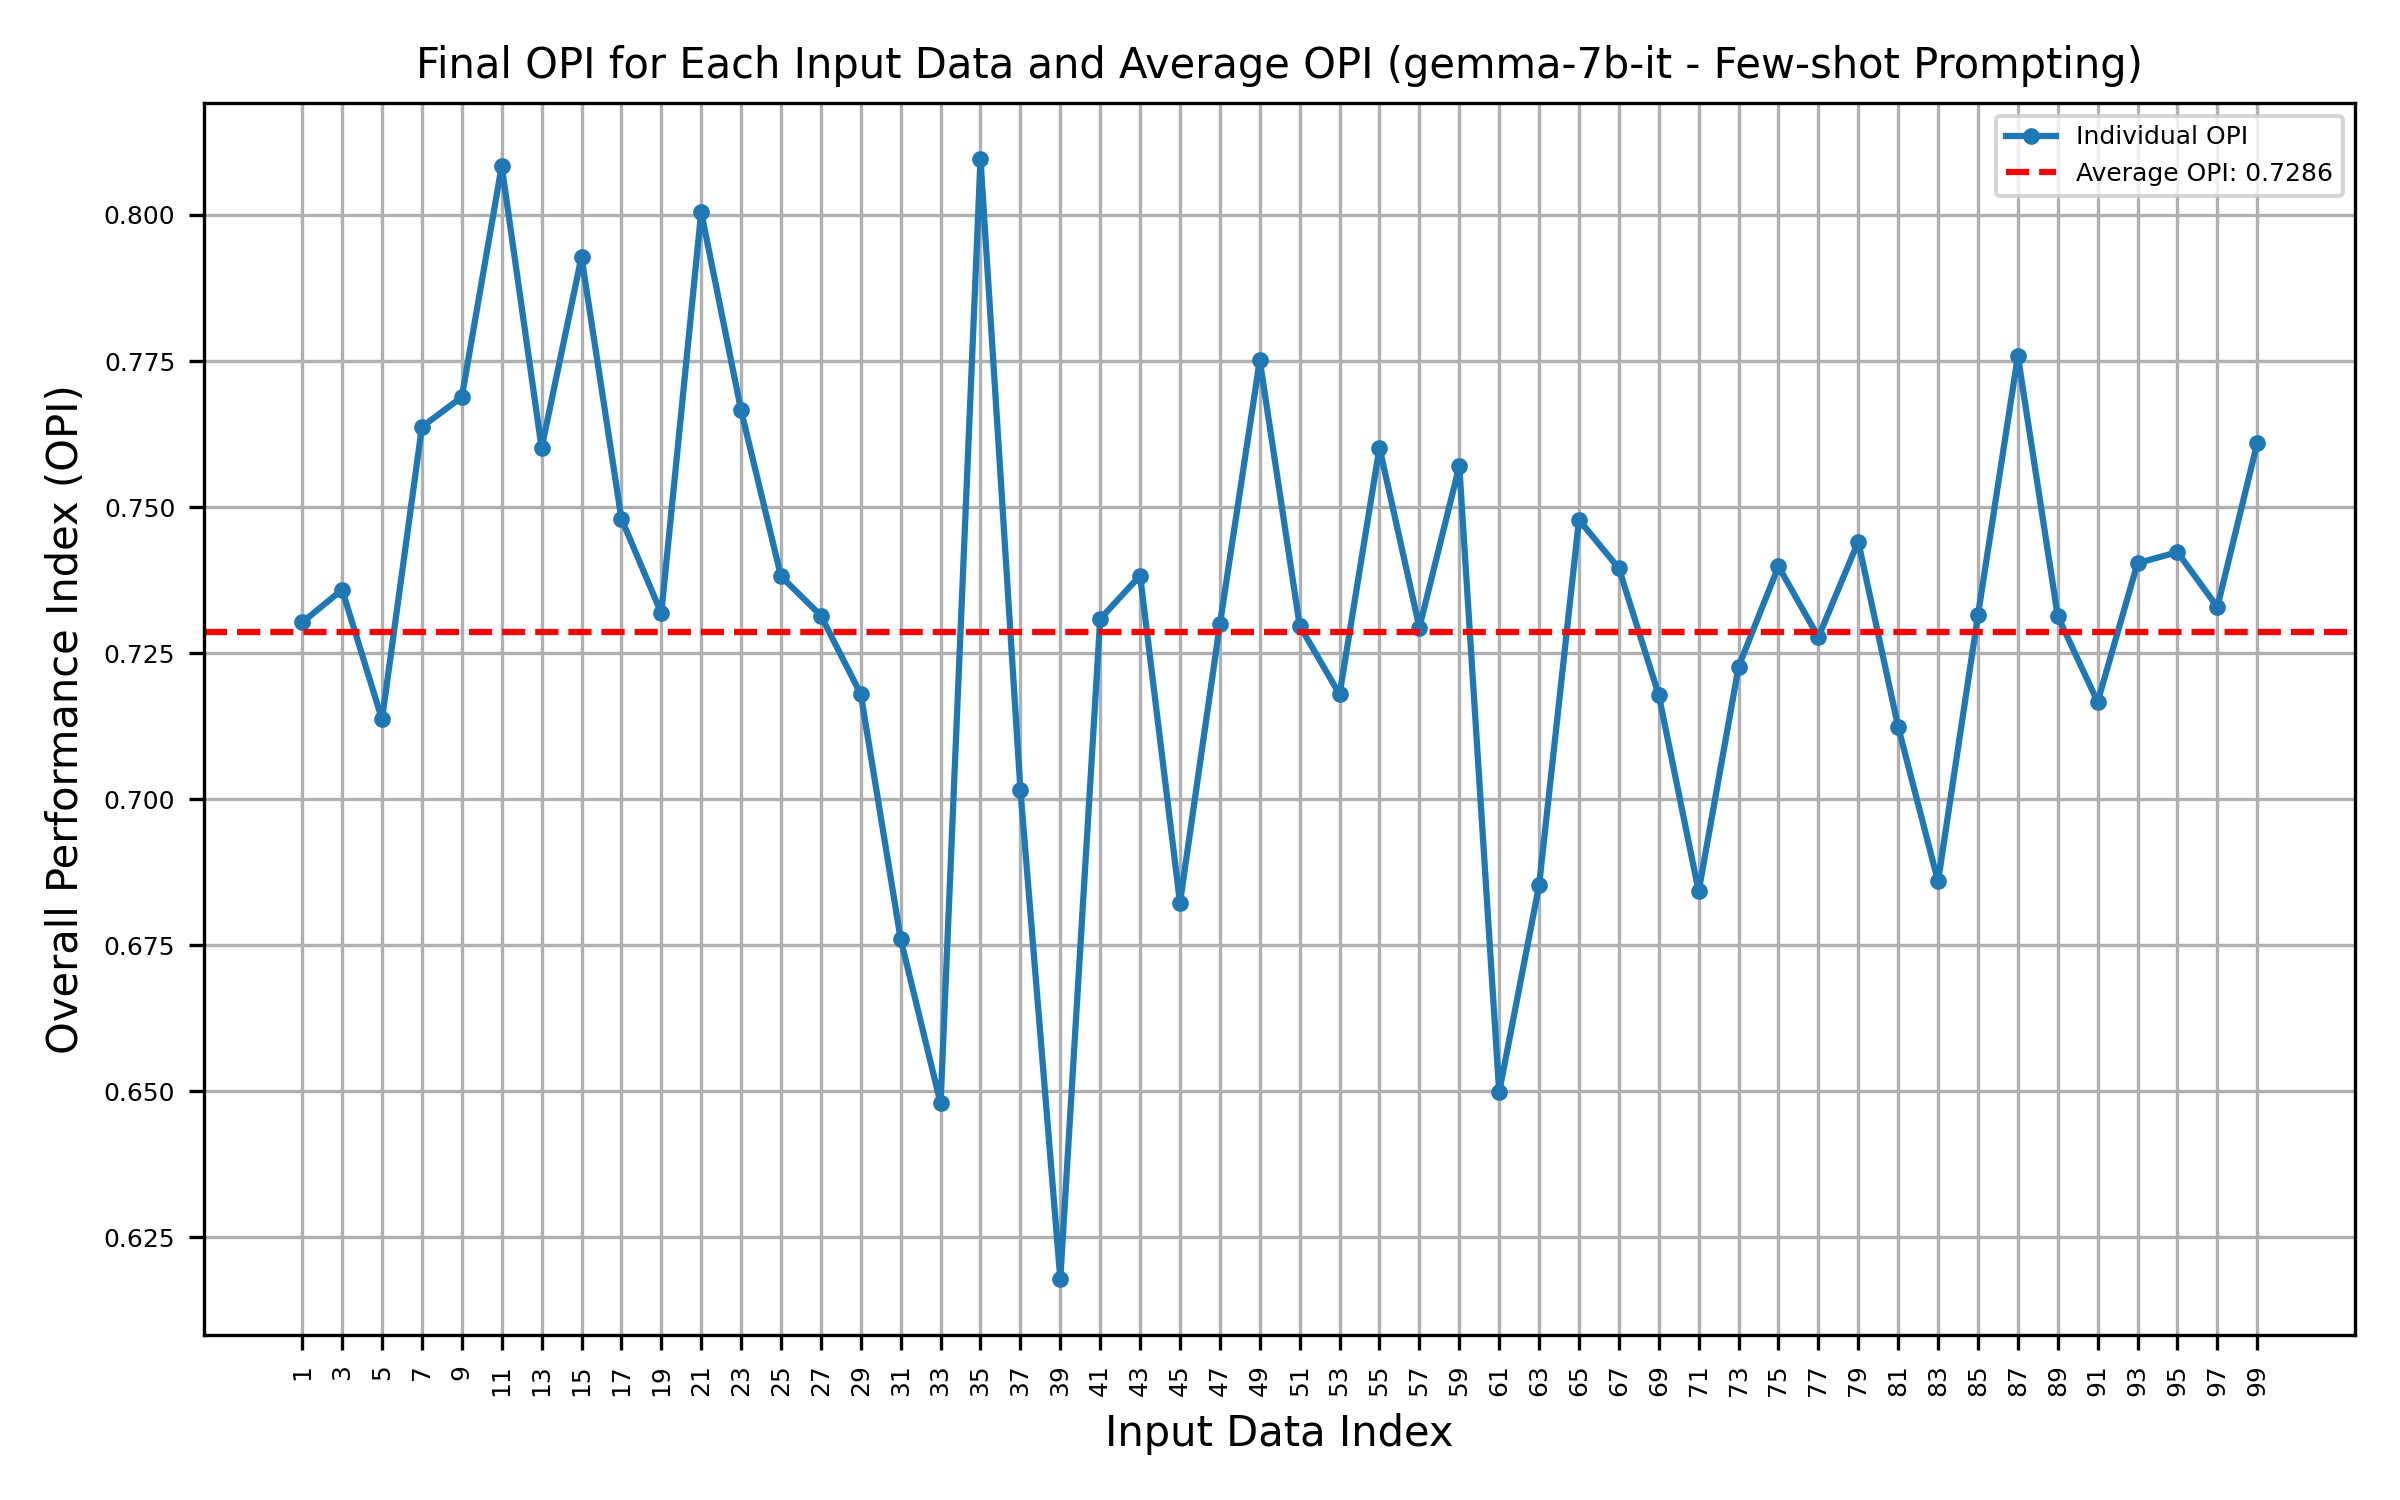 Final OPI for Each Input Data and Average OPI (gemma-7b-it - Few-shot Prompting)
Individual OPI
Average OPI: 0.7286
Overall Performance Index (OPI)
0.800
0.775
0.750
0.725
0.700
0.675
0.650
0.625
1 3 5 7 9 11 13 15 17 19 21 23 25 27 29 31 33 35 37 39 41 43 45 47 49 51 53 55 57 59 61 63 65 67 69 71 73 75 77 79 81 83 85 87 89 91 93 95 97 99
Input Data Index